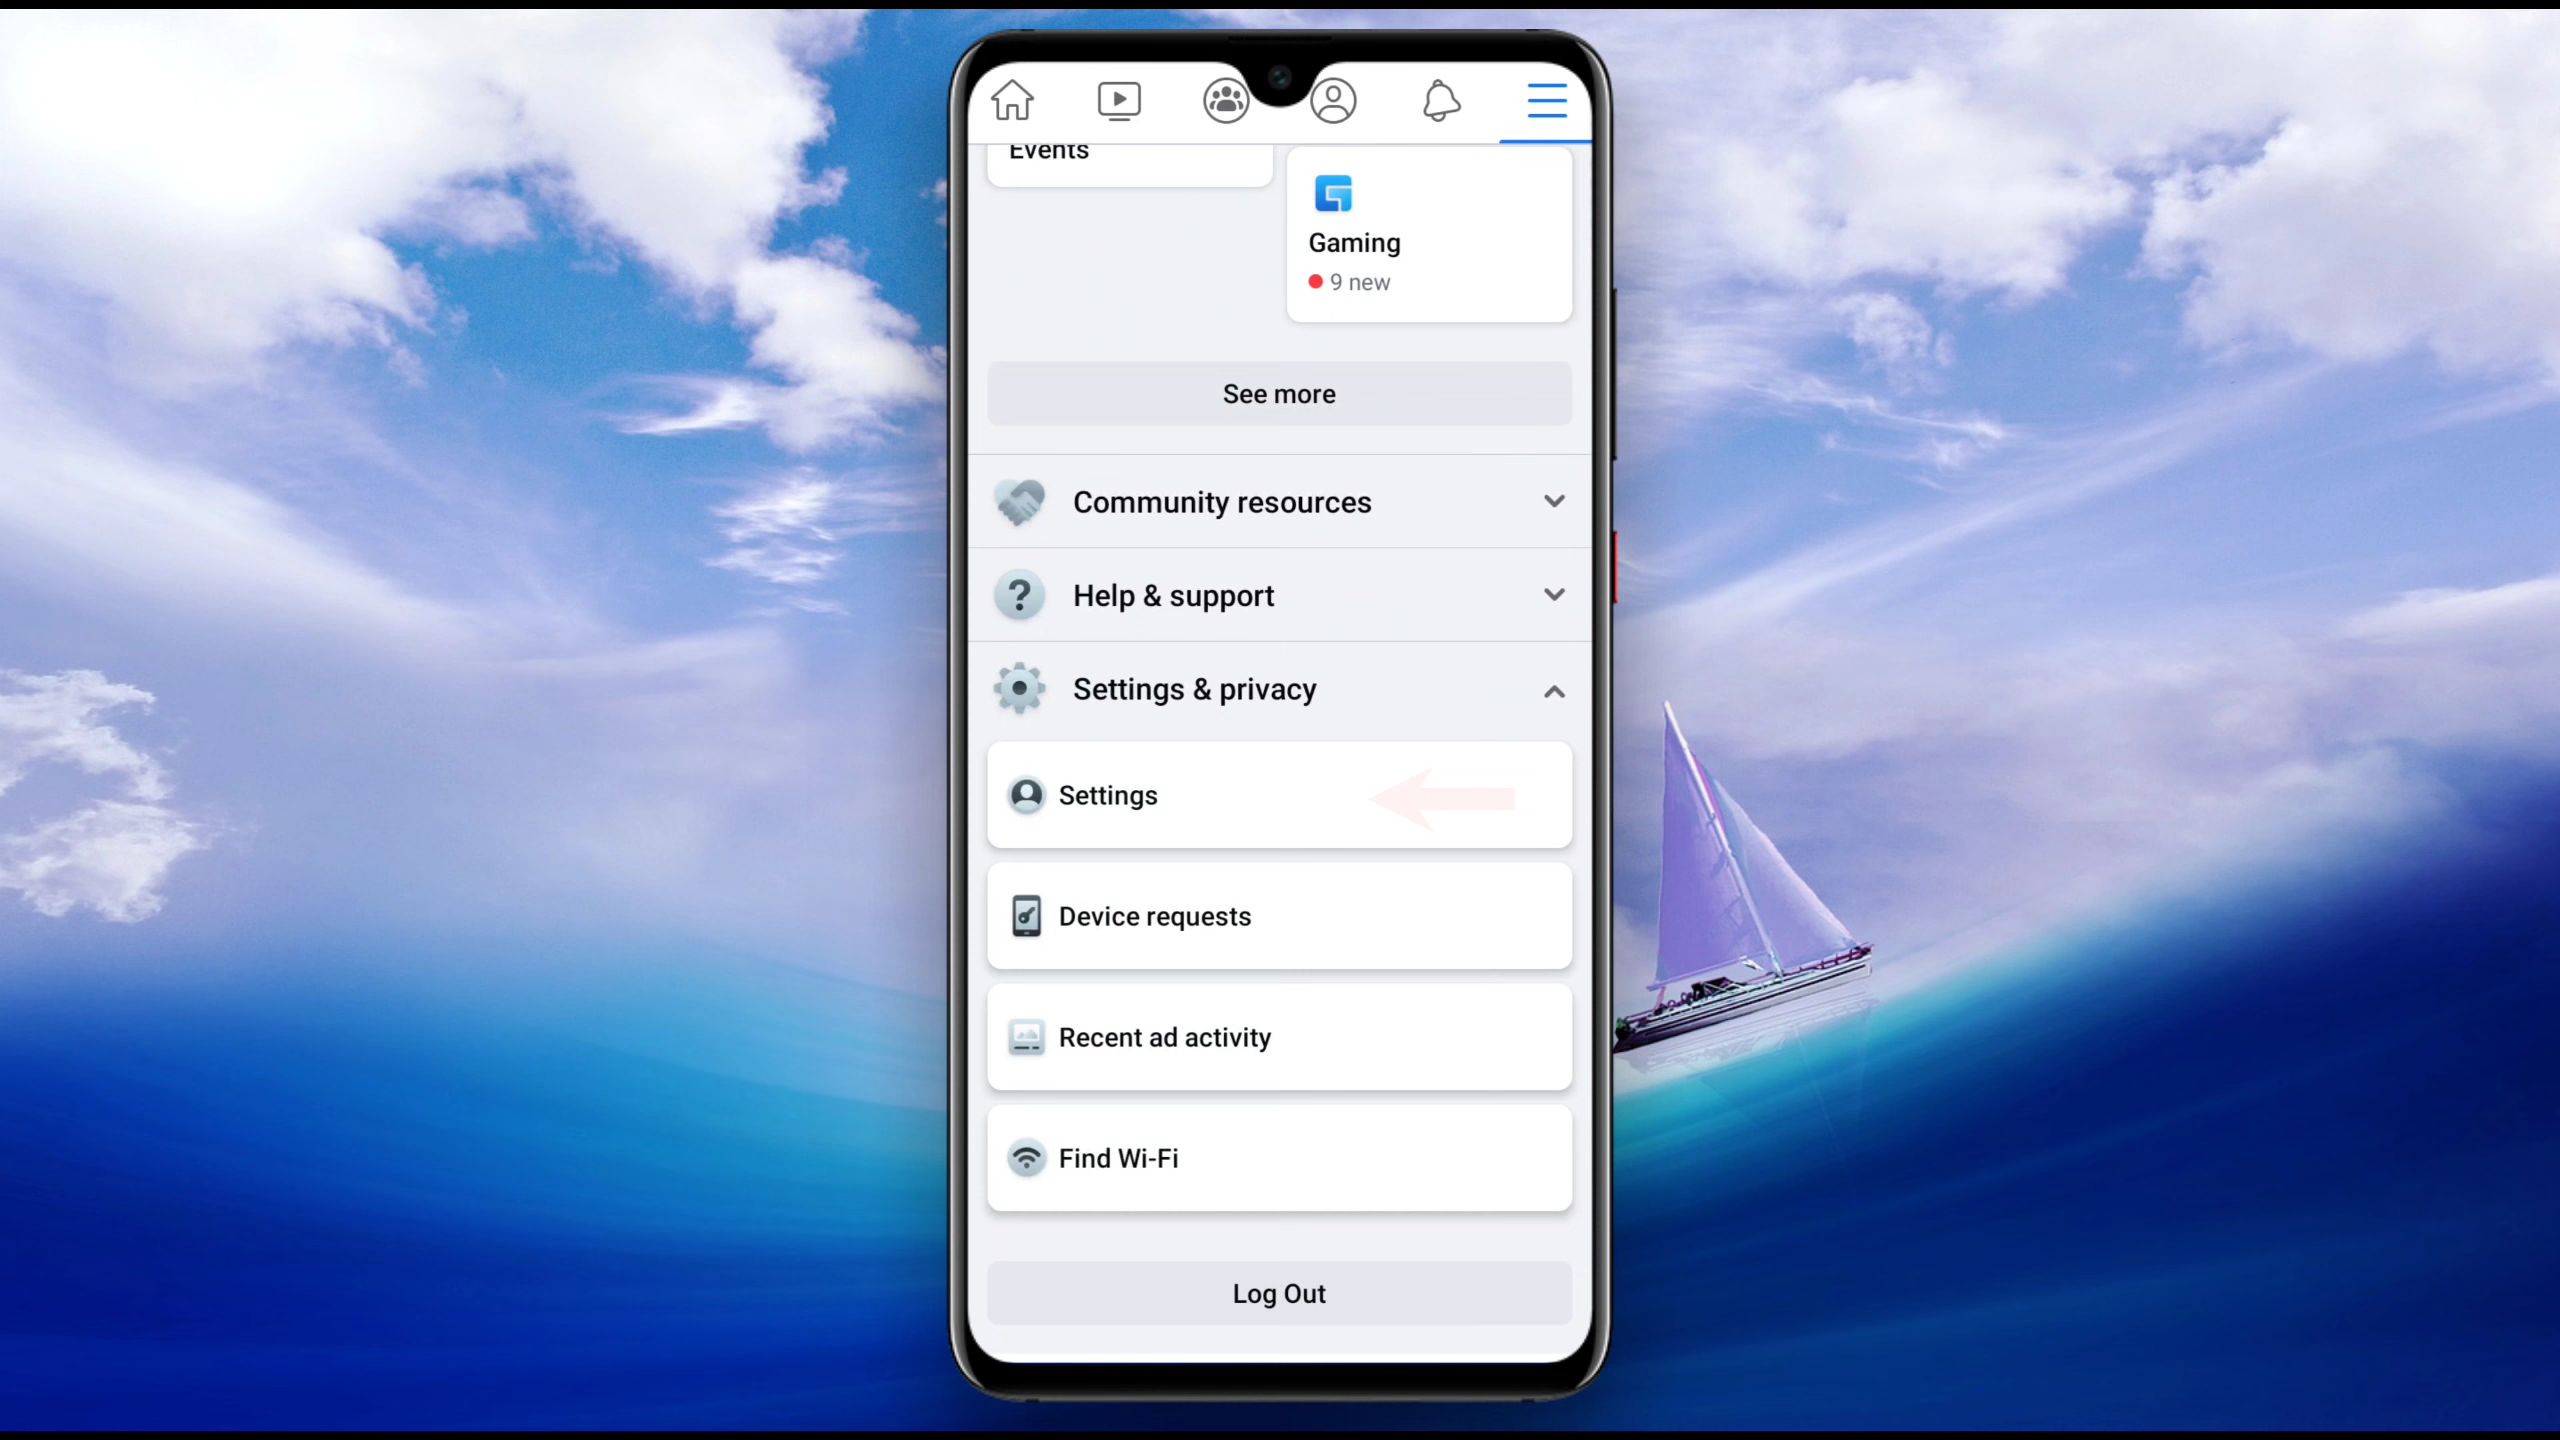 Events
Gaming
9 new
See more
Community resources
Help & support
Settings & privacy
Settings
Device requests
Recent ad activity
Find Wi-Fi
Log Out